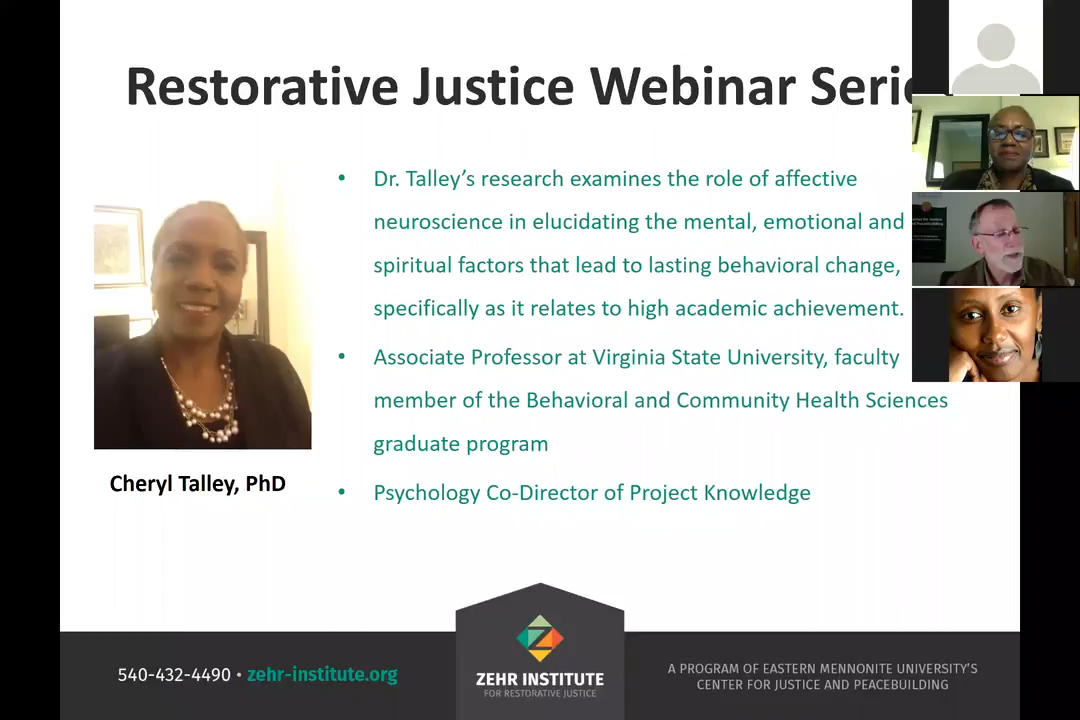 Restorative Justice Webinar Serie
• Dr. Talley's research examines the role of affective
neuroscience in elucidating the mental, emotional and
spiritual factors that lead to lasting behavioral change,
specifically as it relates to high academic achievement.
• Associate Professor at Virginia State University, faculty
member of the Behavioral and Community Health Sciences
graduate program
• Psychology Co-Director of Project Knowledge
Cheryl Talley, PhD
540-432-4490 • zehr-institute.org
ZEHR INSTITUTE
FOR RESTORATIVE JUSTICE
A PROGRAM OF EASTERN MENNONITE UNIVERSITY'S
CENTER FOR JUSTICE AND PEACEBUILDING